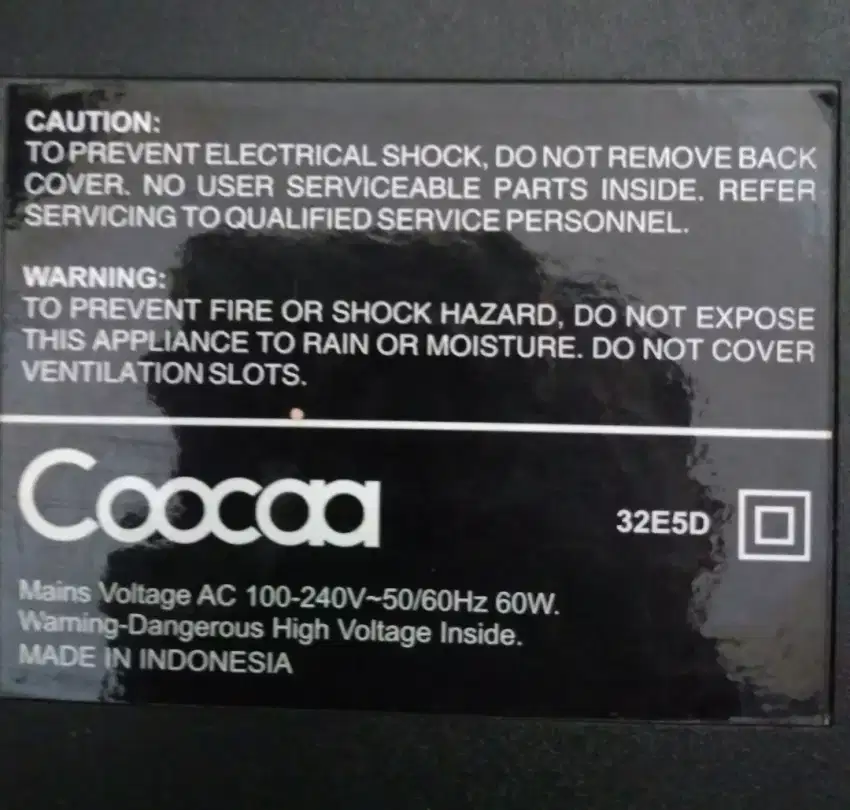 CAUTION:
TO PREVENT ELECTRICAL SHOCK, DO NOT REMOVE BACK
COVER. NO USER SERVICEABLE PARTS INSIDE. REFER
SERVICING TO QUALIFIED SERVICE PERSONNEL.
WARNING:
TO PREVENT FIRE OR SHOCK HAZARD, DO NOT EXPOSE
THIS APPLIANCE TO RAIN OR MOISTURE. DO NOT COVER
VENTILATION SLOTS.
Coocaa
32E5D
Mains Voltage AC 100-240V~50/60Hz 60W.
Warning-Dangerous High Voltage Inside.
MADE IN INDONESIA